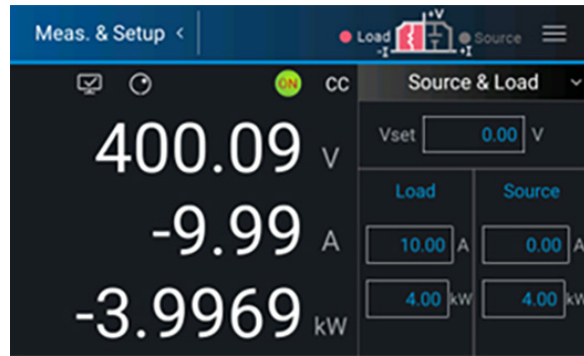 Meas. & Setup <
Load +V Source
-I +I
ON CC Source & Load
400.09 V
Vset 0.00 V
Load Source
-9.99 A
10.00 A 0.00 A
4.00 kW 4.00 kW
-3.9969 kW